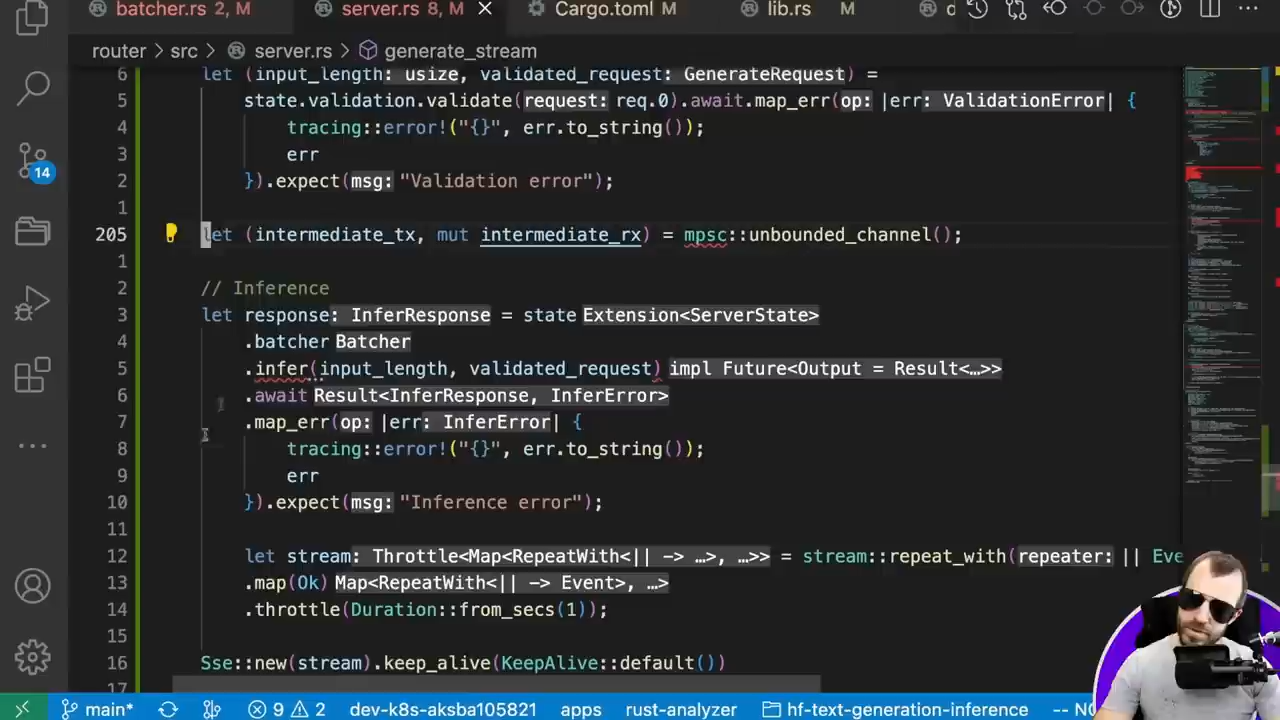 batcher.rs 2, M
server.rs 8, M
Cargo.toml M
lib.rs M
router > src > server.rs > generate_stream
6 let (input_length: usize, validated_request: GenerateRequest) =
5 state.validation.validate(request: req.0).await.map_err(op: |err: ValidationError| {
4 tracing::error!("{}", err.to_string());
3 err
2 }).expect(msg: "Validation error");
1
205 let (intermediate_tx, mut intermediate_rx) = mpsc::unbounded_channel();
1
2 // Inference
3 let response: InferResponse = state Extension<ServerState>
4 .batcher Batcher
5 .infer(input_length, validated_request) impl Future<Output = Result<…>>
6 .await Result<InferResponse, InferError>
7 .map_err(op: |err: InferError| {
8 tracing::error!("{}", err.to_string());
9 err
10 }).expect(msg: "Inference error");
11
12 let stream: Throttle<Map<RepeatWith<|| -> …>, …>> = stream::repeat_with(repeater: || Eve
13 .map(Ok) Map<RepeatWith<|| -> Event>, …>
14 .throttle(Duration::from_secs(1));
15
16 Sse::new(stream).keep_alive(KeepAlive::default())
17
14
main* 9 2 dev-k8s-aksba105821 apps rust-analyzer hf-text-generation-inference -- NO